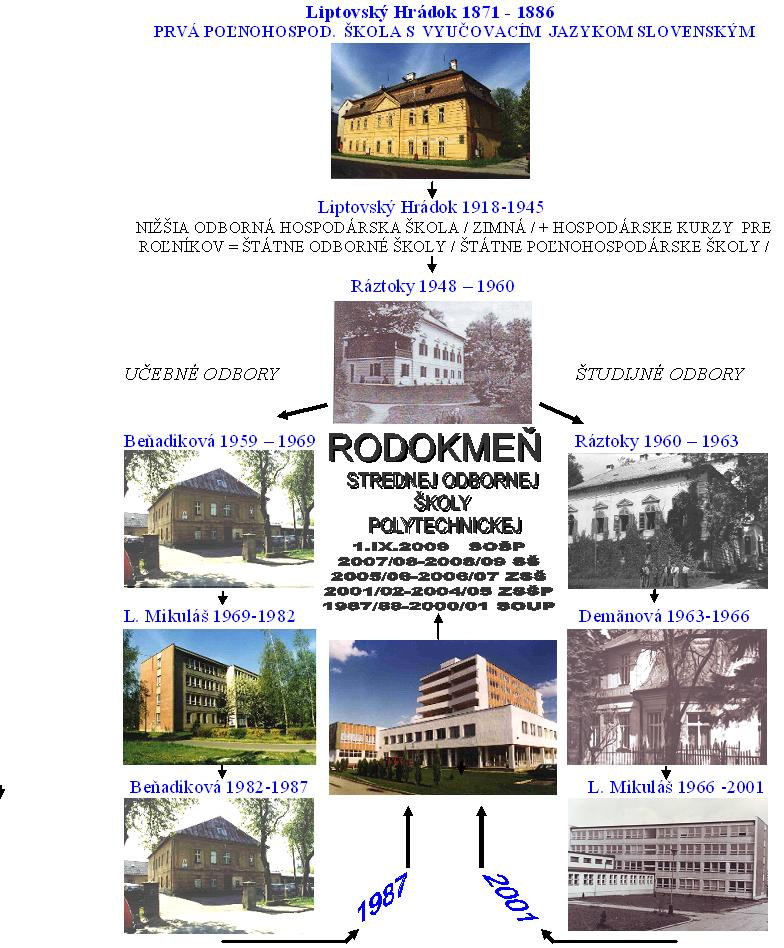 Liptovský Hrádok 1871 - 1886
PRVÁ POĽNOHOSPOD. ŠKOLA S VYUČOVACÍM JAZYKOM SLOVENSKÝM
Liptovský Hrádok 1918-1945
NIŽŠIA ODBORNÁ HOSPODÁRSKA ŠKOLA / ZIMNÁ / + HOSPODÁRSKE KURZY PRE
ROĽNÍKOV = ŠTÁTNE ODBORNÉ ŠKOLY / ŠTÁTNE POĽNOHOSPODÁRSKE ŠKOLY /
Ráztoky 1948 – 1960
UČEBNÉ ODBORY
ŠTUDIJNÉ ODBORY
Beňadiková 1959 – 1969
RODOKMEŇ
STREDNEJ ODBORNEJ
ŠKOLY
POLYTECHNICKEJ
1.IX.2009 SOŠP
2007/08-2008/09 SŠ
2005/06-2006/07 ZSŠ
2001/02-2004/05 ZSŠP
1987/88-2000/01 SOUP
Ráztoky 1960 – 1963
L. Mikuláš 1969-1982
Demänová 1963-1966
Beňadiková 1982-1987
L. Mikuláš 1966 -2001
1987
2001